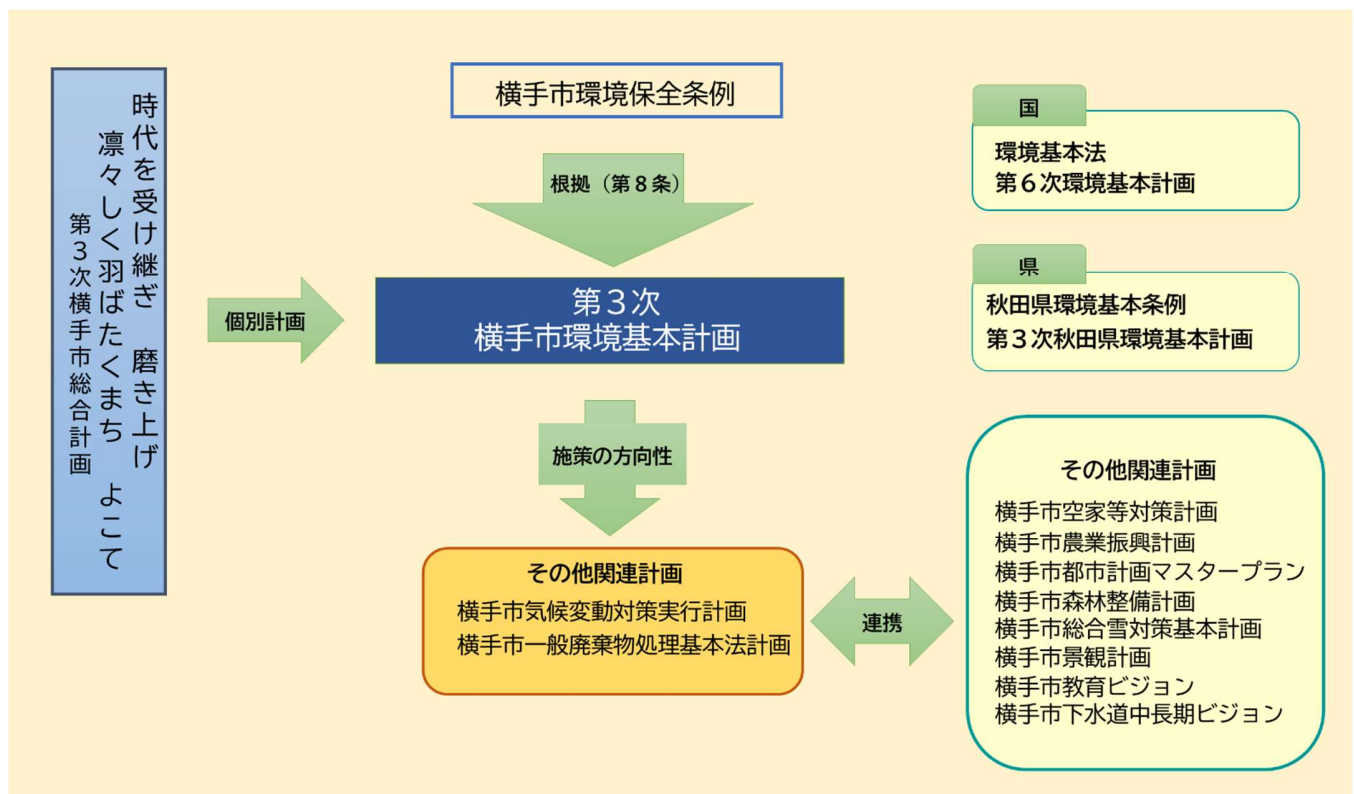 時代を受け継ぎ　磨き上げ
凛々しく羽ばたくまち　よこて
第３次横手市総合計画
横手市環境保全条例
根拠（第８条）
個別計画
第３次
横手市環境基本計画
施策の方向性
その他関連計画
横手市気候変動対策実行計画
横手市一般廃棄物処理基本法計画
連携
国
環境基本法
第６次環境基本計画
県
秋田県環境基本条例
第３次秋田県環境基本計画
その他関連計画
横手市空家等対策計画
横手市農業振興計画
横手市都市計画マスタープラン
横手市森林整備計画
横手市総合雪対策基本計画
横手市景観計画
横手市教育ビジョン
横手市下水道中長期ビジョン